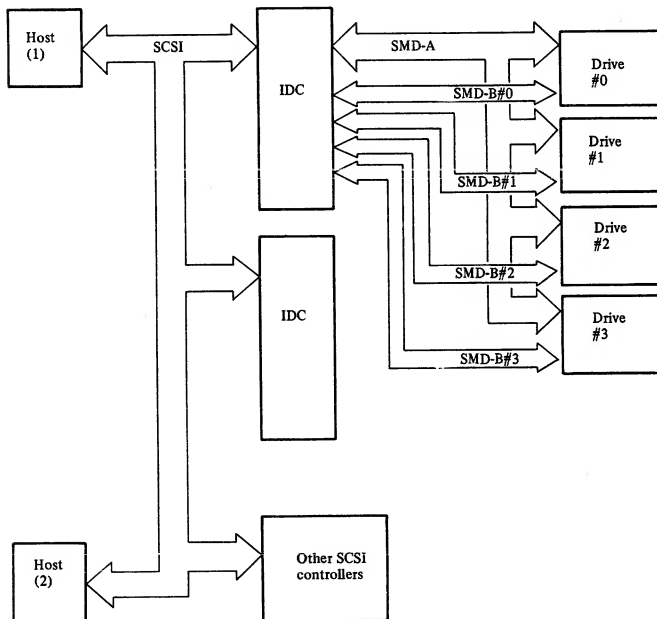 Host
(1)
SCSI
IDC
SMD-A
Drive
#0
SMD-B#0
Drive
#1
SMD-B#1
Drive
#2
SMD-B#2
IDC
Drive
#3
SMD-B#3
Host
(2)
Other SCSI
controllers